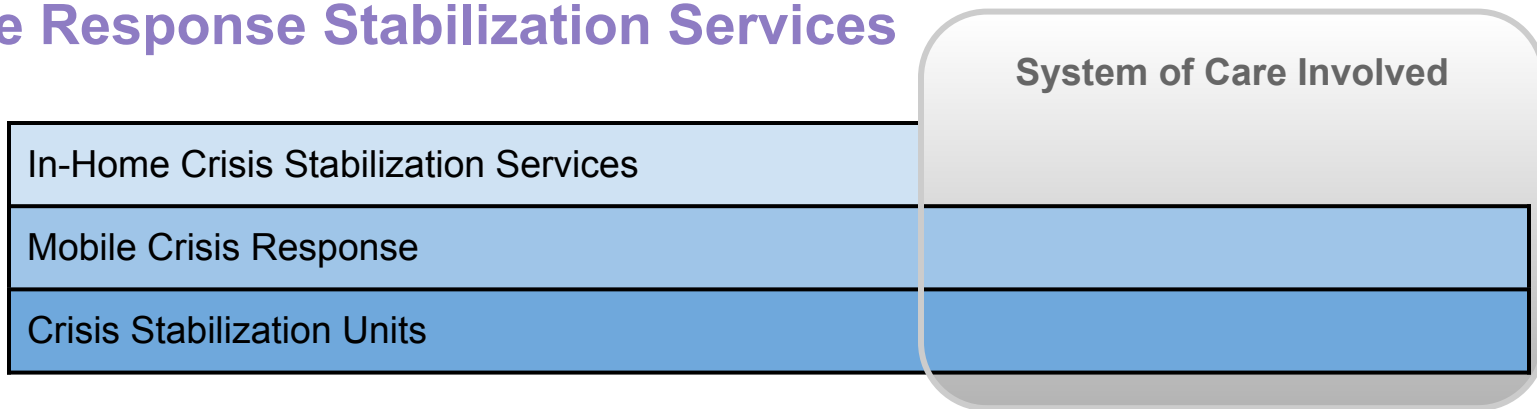 e Response Stabilization Services
System of Care Involved
In-Home Crisis Stabilization Services
Mobile Crisis Response
Crisis Stabilization Units